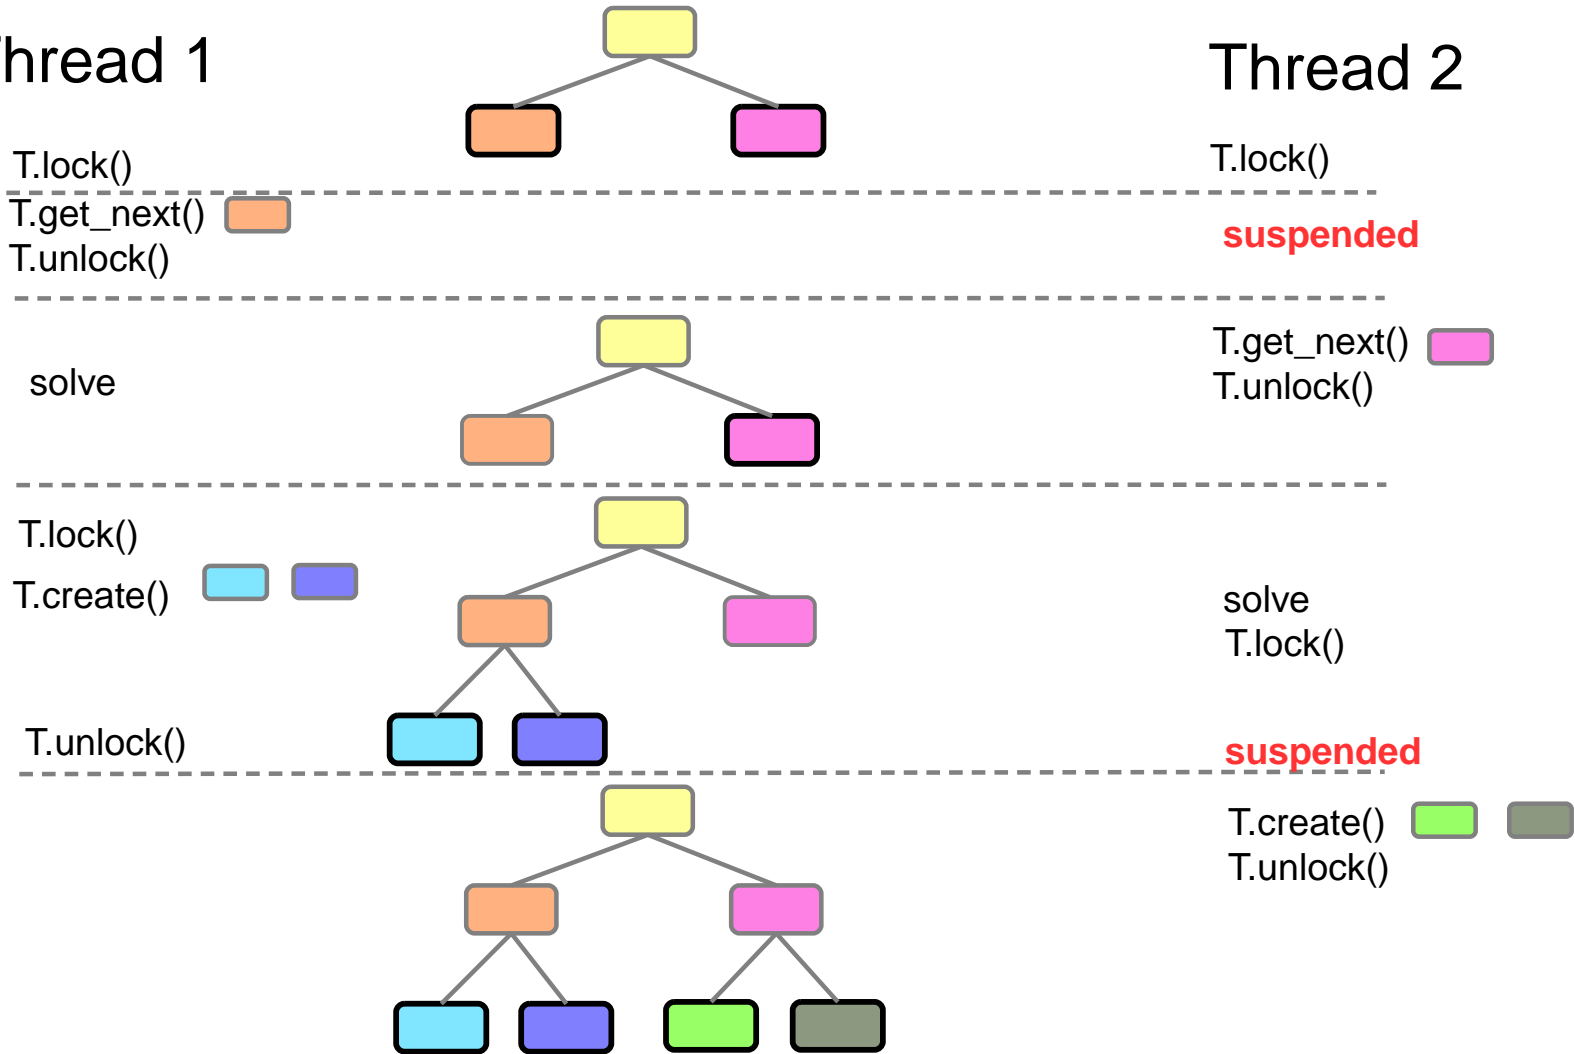 hread 1
Thread 2
T.lock()
T.lock()
T.get_next()
suspended
T.unlock()
T.get_next()
solve
T.unlock()
T.lock()
T.create()
solve
T.lock()
T.unlock()
suspended
T.create()
T.unlock()